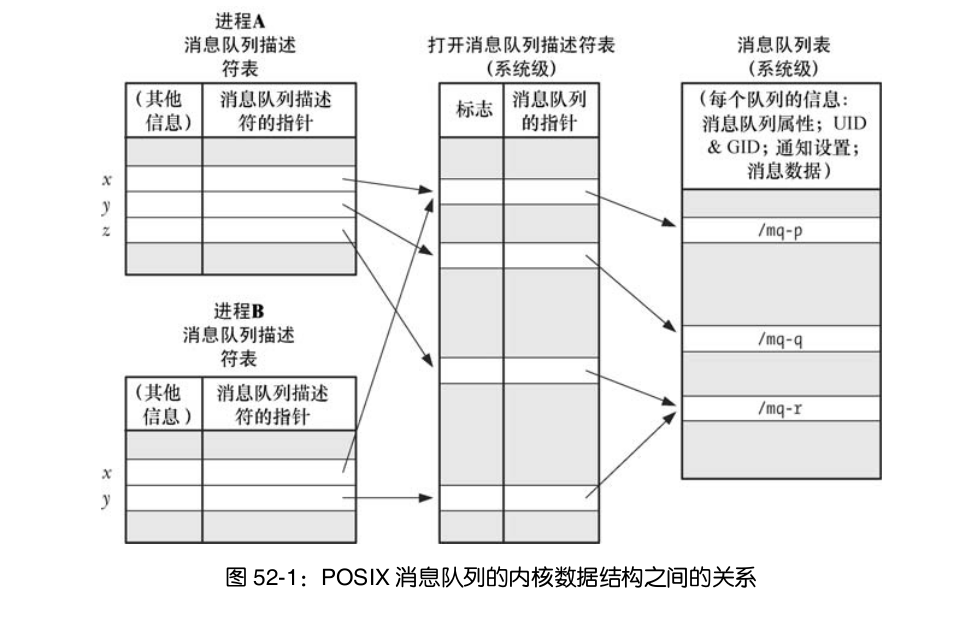 进程A
消息队列描述
符表
(其他
信息)
消息队列描述
符的指针
x
y
z
进程B
消息队列描述
符表
(其他
信息)
消息队列描述
符的指针
x
y
打开消息队列描述符表
(系统级)
标志
消息队列
的指针
消息队列表
(系统级)
(每个队列的信息:
消息队列属性; UID
& GID; 通知设置;
消息数据)
/mq-p
/mq-q
/mq-r
图 52-1：POSIX 消息队列的内核数据结构之间的关系